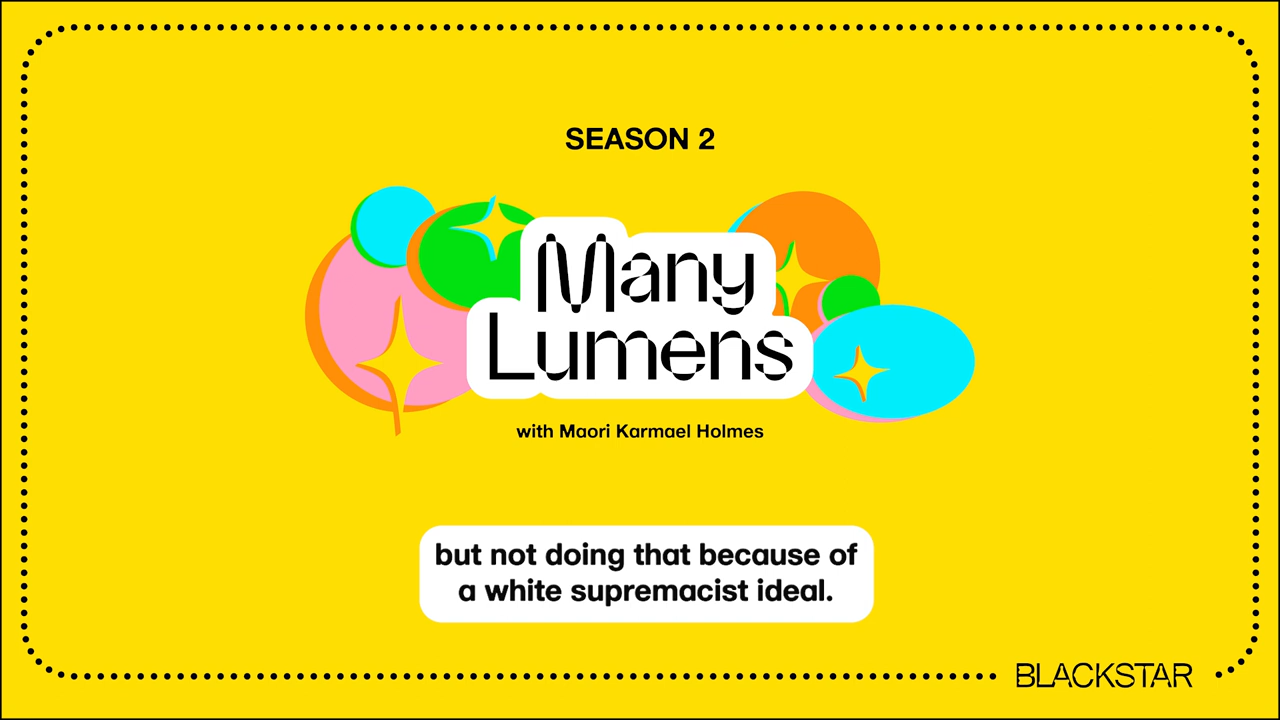 SEASON 2
Many
Lumens
with Maori Karmael Holmes
but not doing that because of
a white supremacist ideal.
BLACKSTAR